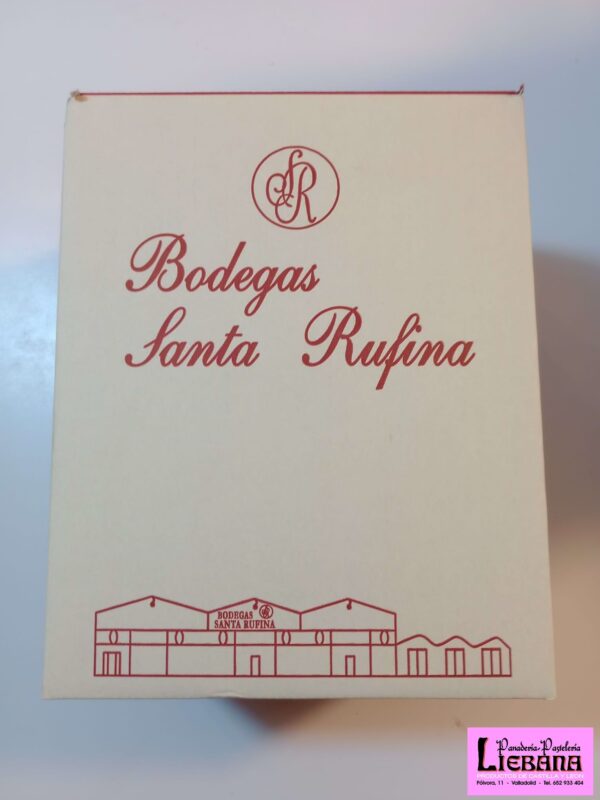 SR
Bodegas
Santa Rufina
BODEGAS
SANTA RUFINA
Panadería-Pastelería
LIEBANA
PRODUCTOS DE CASTILLA Y LEON
Pólvora, 11 - Valladolid - Tel. 652 933 404